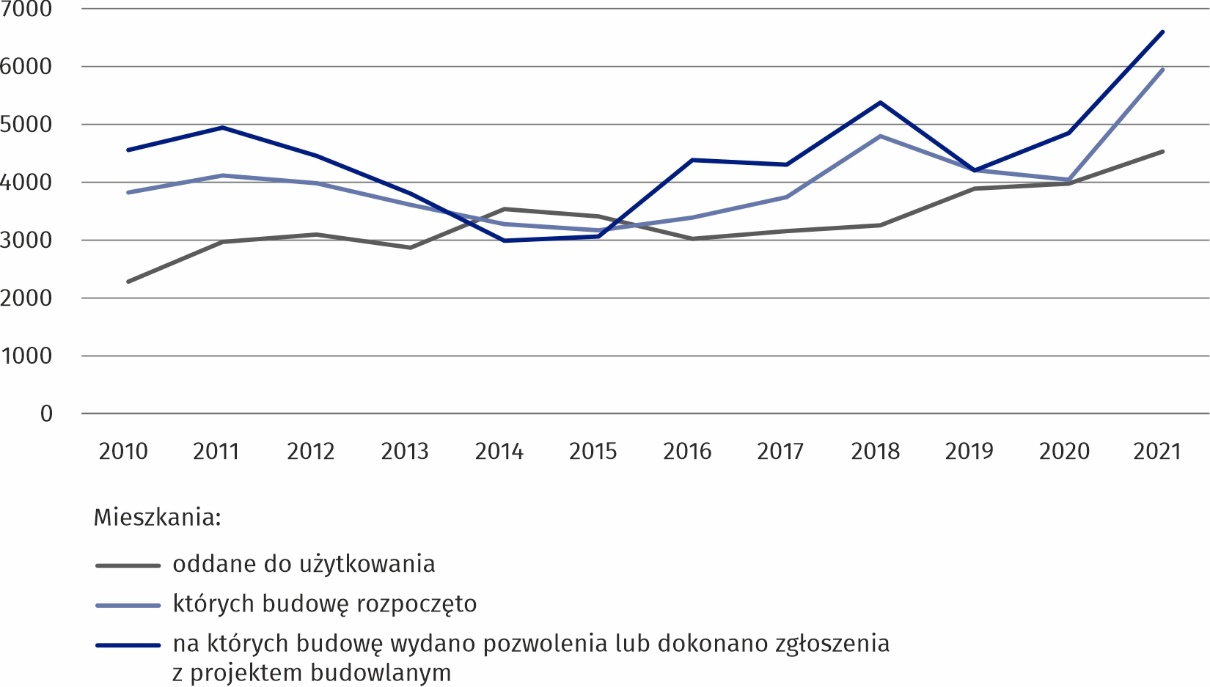 7000
6000
5000
4000
3000
2000
1000
0
2010 2011 2012 2013 2014 2015 2016 2017 2018 2019 2020 2021
Mieszkania:
oddane do użytkowania
których budowę rozpoczęto
na których budowę wydano pozwolenia lub dokonano zgłoszenia
z projektem budowlanym